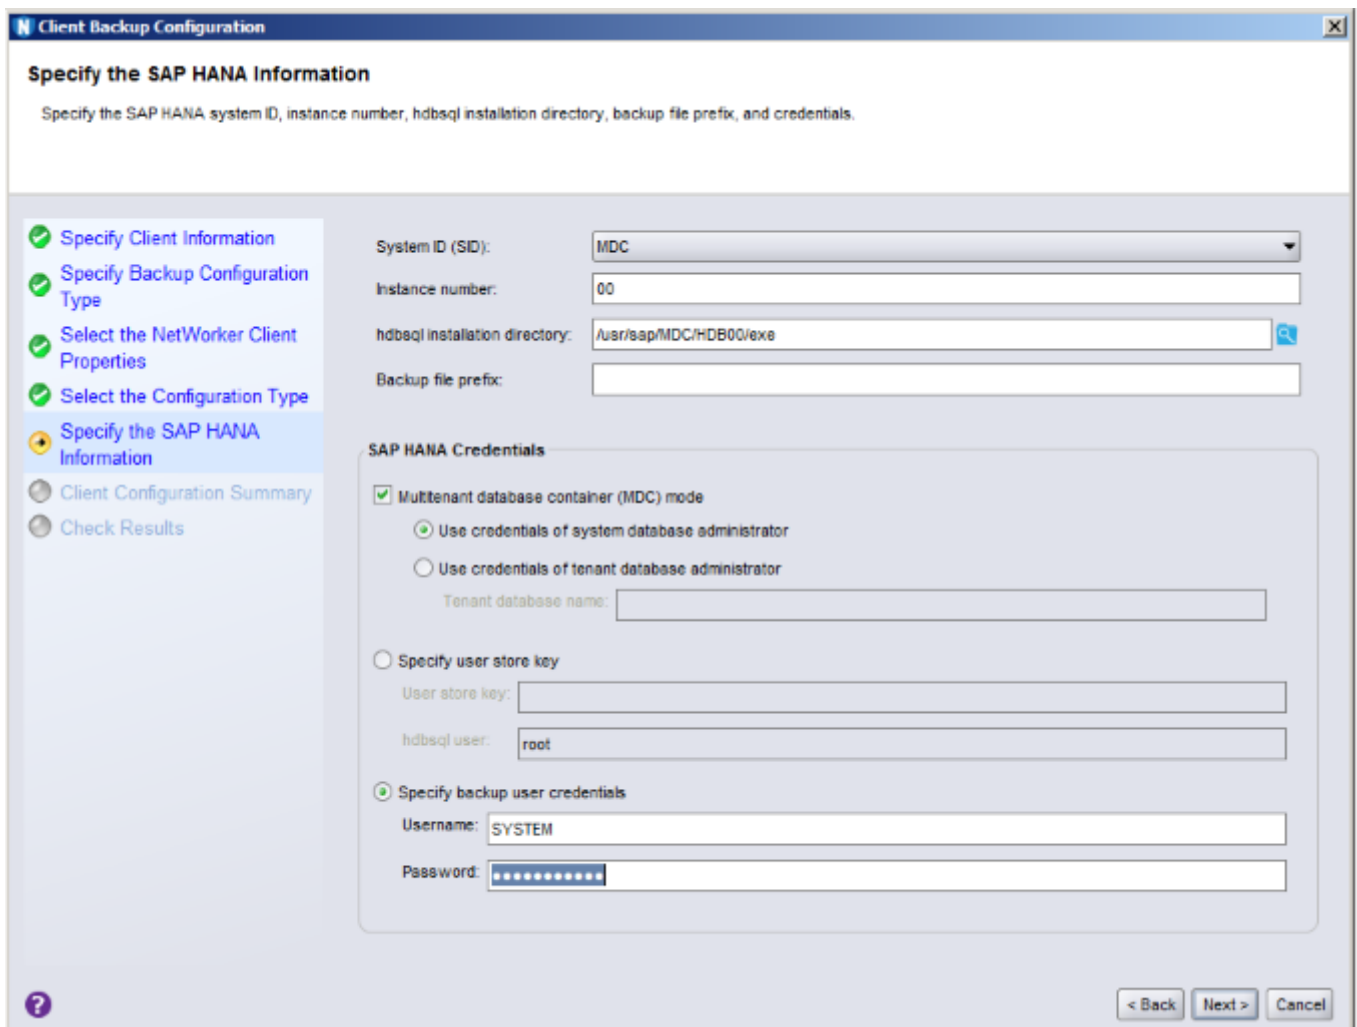 Client Backup Configuration
Specify the SAP HANA Information
Specify the SAP HANA system ID, instance number, hdbsql installation directory, backup file prefix, and credentials.
Specify Client Information
Specify Backup Configuration
Type
Select the NetWorker Client
Properties
Select the Configuration Type
Specify the SAP HANA
Information
Client Configuration Summary
Check Results
System ID (SID): MDC
Instance number: 00
hdbsql installation directory: /usr/sap/MDC/HDB00/exe
Backup file prefix:
SAP HANA Credentials
Multitenant database container (MDC) mode
Use credentials of system database administrator
Use credentials of tenant database administrator
Tenant database name:
Specify user store key
User store key:
hdbsql user: root
Specify backup user credentials
Username: SYSTEM
Password: •••••••••••
?
< Back Next > Cancel